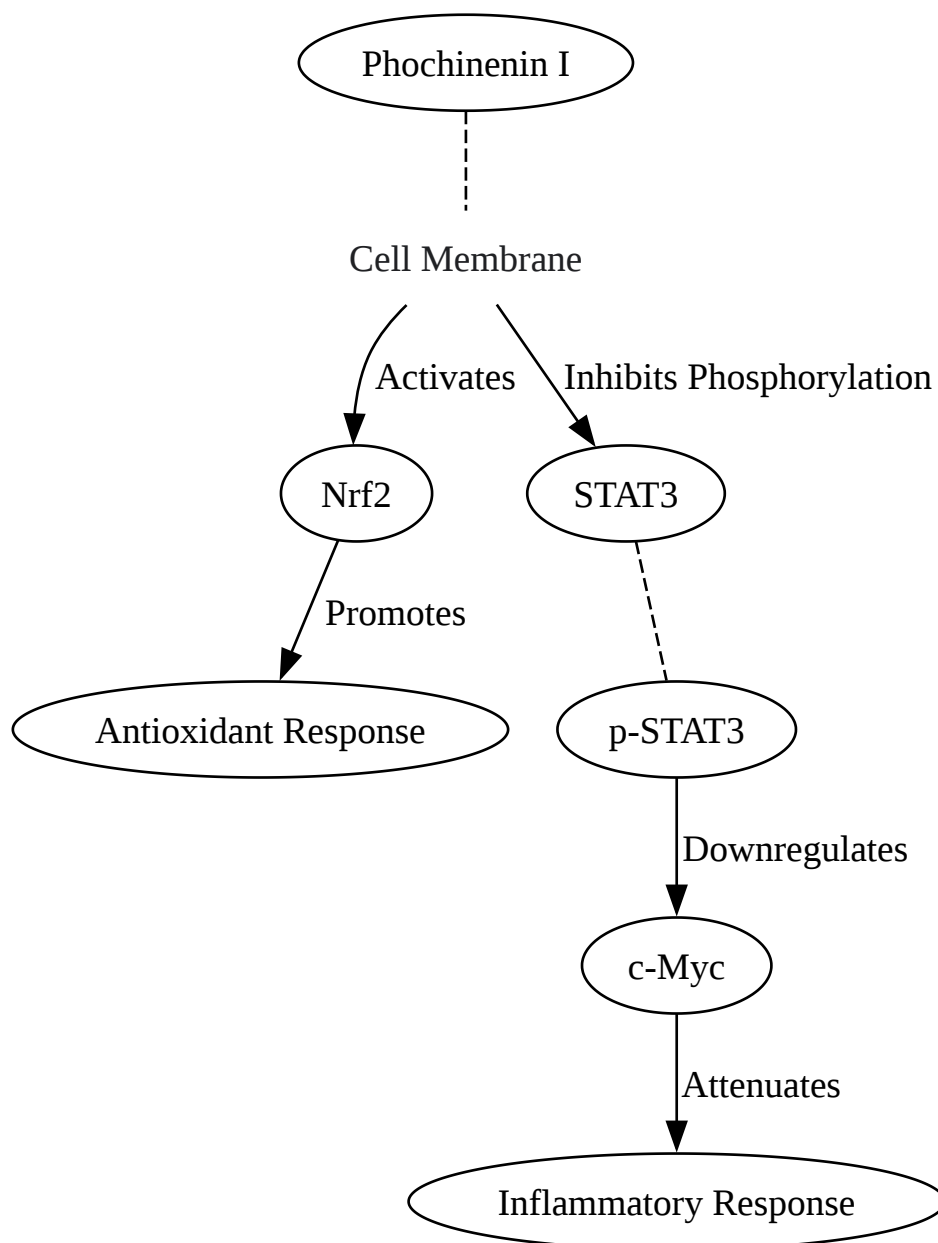 Phochinenin I
Cell Membrane
Activates
Inhibits Phosphorylation
Nrf2
STAT3
Promotes
Antioxidant Response
p-STAT3
Downregulates
c-Myc
Attenuates
Inflammatory Response